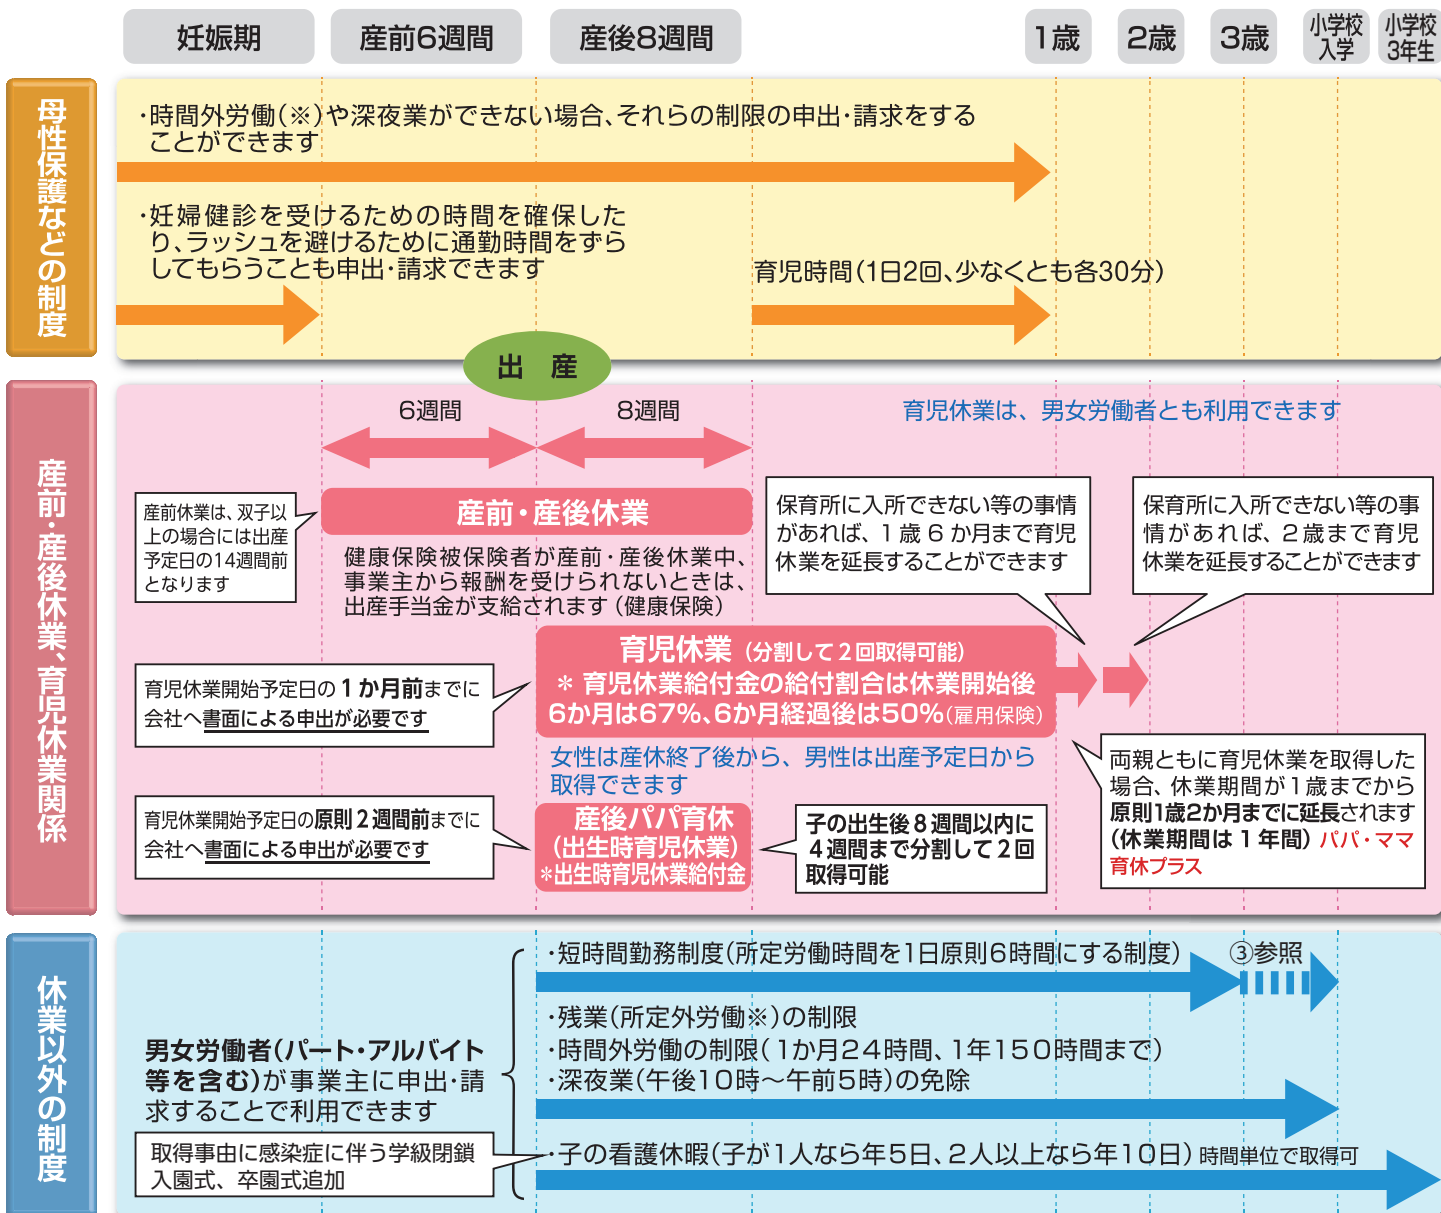 妊娠期
産前6週間
産後8週間
1歳
2歳
3歳
小学校
入学
小学校
3年生
母性保護などの制度
・時間外労働(※)や深夜業ができない場合、それらの制限の申出・請求をする
ことができます
・妊婦健診を受けるための時間を確保した
り、ラッシュを避けるために通勤時間をずら
してもらうことも申出・請求できます
育児時間(1日2回、少なくとも各30分)
出 産
産前・産後休業、育児休業関係
6週間
8週間
育児休業は、男女労働者とも利用できます
産前休業は、双子以
上の場合には出産
予定日の14週間前
となります
産前・産後休業
健康保険被保険者が産前・産後休業中、
事業主から報酬を受けられないときは、
出産手当金が支給されます(健康保険)
保育所に入所できない等の事情
があれば、1歳6か月まで育児
休業を延長することができます
保育所に入所できない等の事
情があれば、2歳まで育児
休業を延長することができます
育児休業開始予定日の1か月前までに
会社へ書面による申出が必要です
育児休業(分割して2回取得可能)
＊育児休業給付金の給付割合は休業開始後
6か月は67%、6か月経過後は50%(雇用保険)
女性は産休終了後から、男性は出産予定日から
取得できます
両親ともに育児休業を取得した
場合、休業期間が1歳までから
原則1歳2か月までに延長されます
(休業期間は1年間)パパ・ママ
育休プラス
育児休業開始予定日の原則2週間前までに
会社へ書面による申出が必要です
産後パパ育休
(出生時育児休業)
＊出生時育児休業給付金
子の出生後8週間以内に
4週間まで分割して2回
取得可能
休業以外の制度
男女労働者(パート・アルバイト
等を含む)が事業主に申出・請
求することで利用できます
取得事由に感染症に伴う学級閉鎖
入園式、卒園式追加
・短時間勤務制度(所定労働時間を1日原則6時間にする制度)
③参照
・残業(所定外労働※)の制限
・時間外労働の制限(1か月24時間、1年150時間まで)
・深夜業(午後10時～午前5時)の免除
・子の看護休暇(子が1人なら年5日、2人以上なら年10日)時間単位で取得可